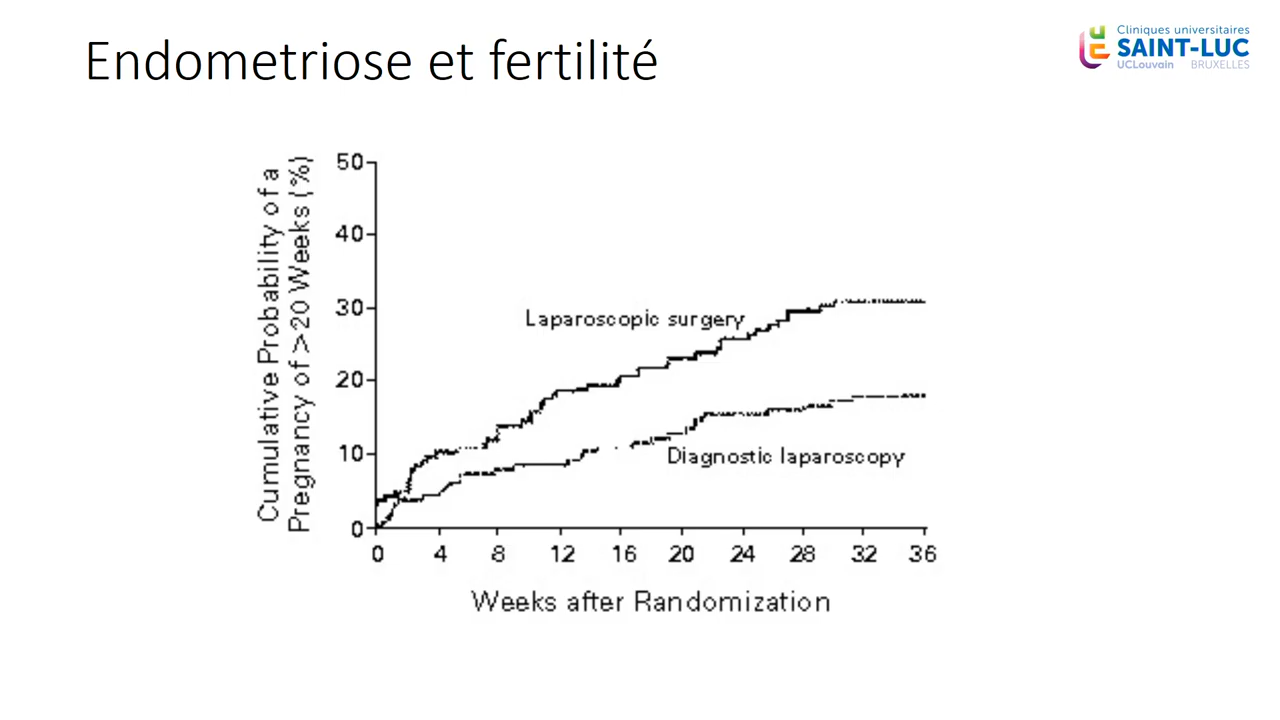 Endometriose et fertilité
Cliniques universitaires
SAINT-LUC
UCLouvain BRUXELLES
Cumulative Probability of a
Pregnancy of >20 Weeks (%)
50
40
30
20
10
0
Laparoscopic surgery
Diagnostic laparoscopy
0 4 8 12 16 20 24 28 32 36
Weeks after Randomization